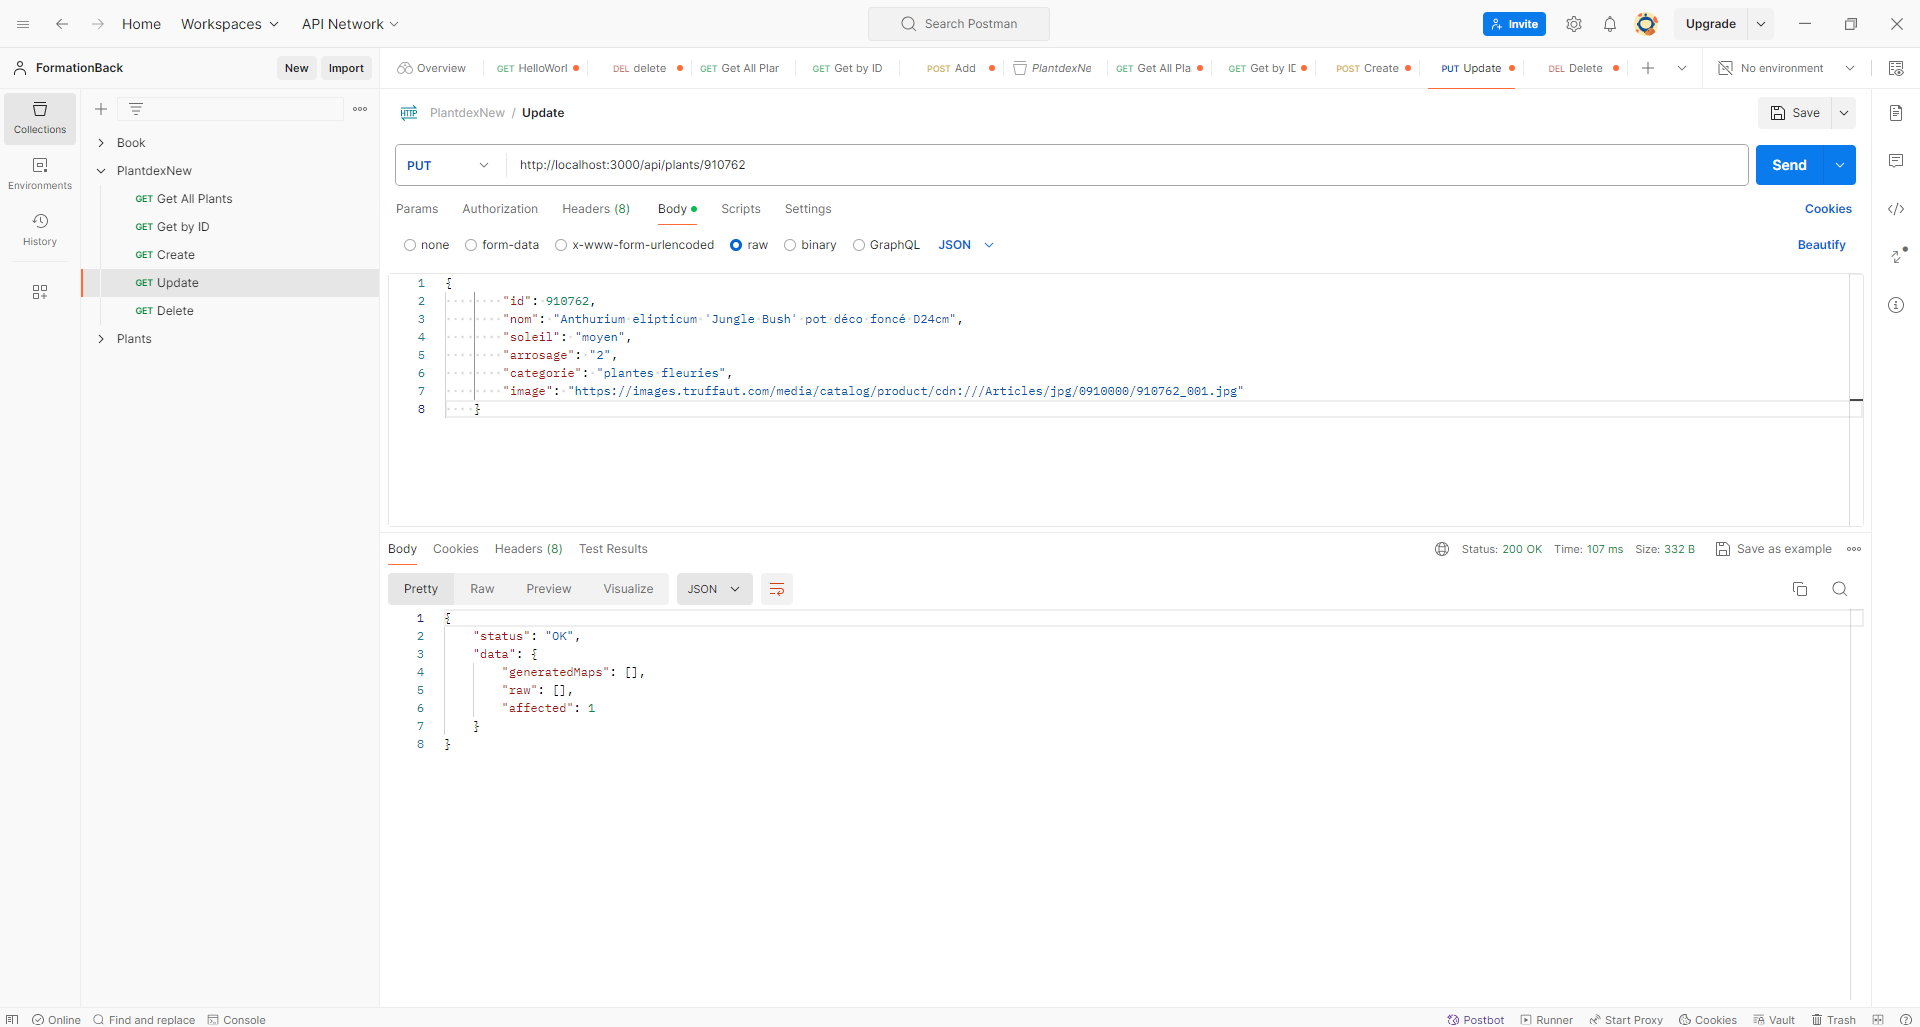 Home Workspaces API Network Search Postman Invite Upgrade
FormationBack New Import Overview GET HelloWorl DEL delete GET Get All Plar GET Get by ID POST Add PlantdexNe GET Get All Pla GET Get by IC POST Create PUT Update DEL Delete No environment
Collections
Environments
History
Book
PlantdexNew
GET Get All Plants
GET Get by ID
GET Create
GET Update
GET Delete
Plants
HTTP PlantdexNew / Update Save
PUT http://localhost:3000/api/plants/910762 Send
Params Authorization Headers (8) Body Scripts Settings Cookies
none form-data x-www-form-urlencoded raw binary GraphQL JSON Beautify
1 {
2 "id": 910762,
3 "nom": "Anthurium elipticum 'Jungle Bush' pot déco foncé D24cm",
4 "soleil": "moyen",
5 "arrosage": "2",
6 "categorie": "plantes fleuries",
7 "image": "https://images.truffaut.com/media/catalog/product/cdn:///Articles/jpg/0910000/910762_001.jpg"
8 }
Body Cookies Headers (8) Test Results Status: 200 OK Time: 107 ms Size: 332 B Save as example
Pretty Raw Preview Visualize JSON
1 {
2 "status": "OK",
3 "data": {
4 "generatedMaps": [],
5 "raw": [],
6 "affected": 1
7 }
8 }
Online Find and replace Console Postbot Runner Start Proxy Cookies Vault Trash